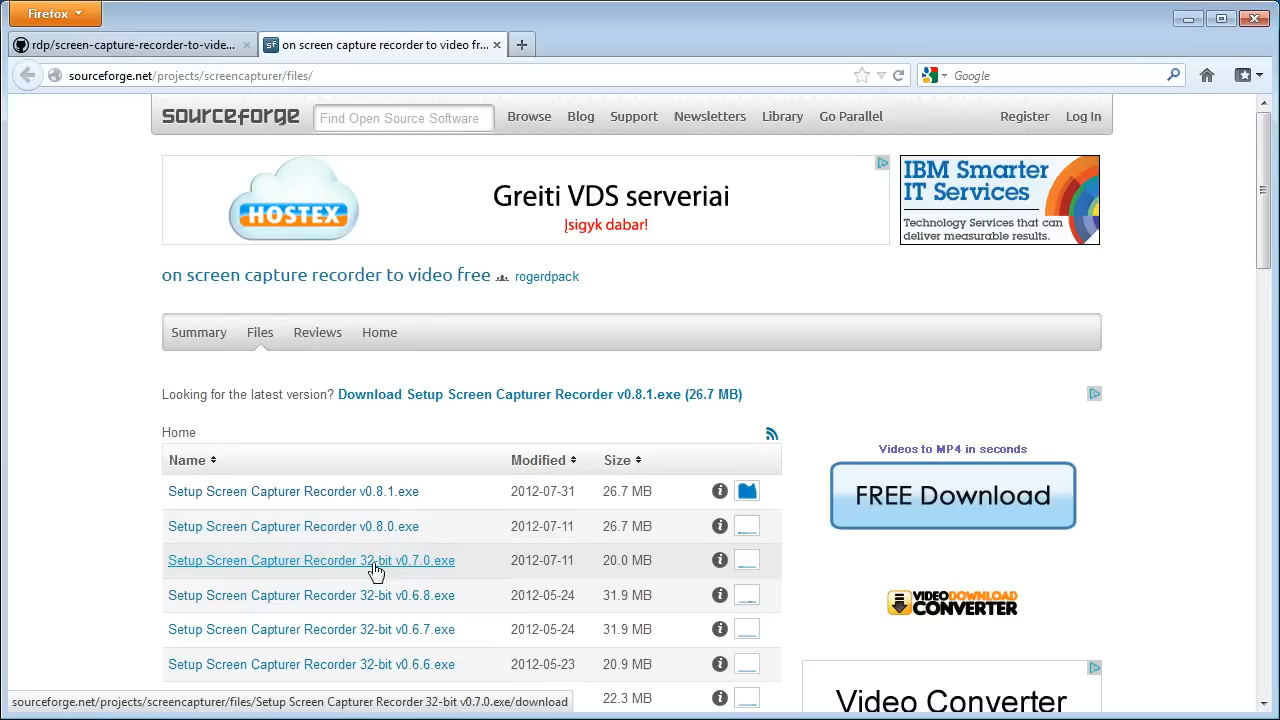 Firefox
rdp/screen-capture-recorder-to-vide...
on screen capture recorder to video fr...
sourceforge.net/projects/screencapturer/files/
Google
sourceforge
Find Open Source Software
Browse
Blog
Support
Newsletters
Library
Go Parallel
Register
Log In
HOSTEX
Greiti VDS serveriai
Įsigyk dabar!
IBM Smarter
IT Services
Technology Services that can
deliver measurable results.
on screen capture recorder to video free
rogerdpack
Summary
Files
Reviews
Home
Looking for the latest version? Download Setup Screen Capturer Recorder v0.8.1.exe (26.7 MB)
Home
Name Modified Size
Setup Screen Capturer Recorder v0.8.1.exe 2012-07-31 26.7 MB
Setup Screen Capturer Recorder v0.8.0.exe 2012-07-11 26.7 MB
Setup Screen Capturer Recorder 32-bit v0.7.0.exe 2012-07-11 20.0 MB
Setup Screen Capturer Recorder 32-bit v0.6.8.exe 2012-05-24 31.9 MB
Setup Screen Capturer Recorder 32-bit v0.6.7.exe 2012-05-24 31.9 MB
Setup Screen Capturer Recorder 32-bit v0.6.6.exe 2012-05-23 20.9 MB
22.3 MB
Videos to MP4 in seconds
FREE Download
VIDEO DOWNLOAD
CONVERTER
Video Converter
sourceforge.net/projects/screencapturer/files/Setup Screen Capturer Recorder 32-bit v0.7.0.exe/download